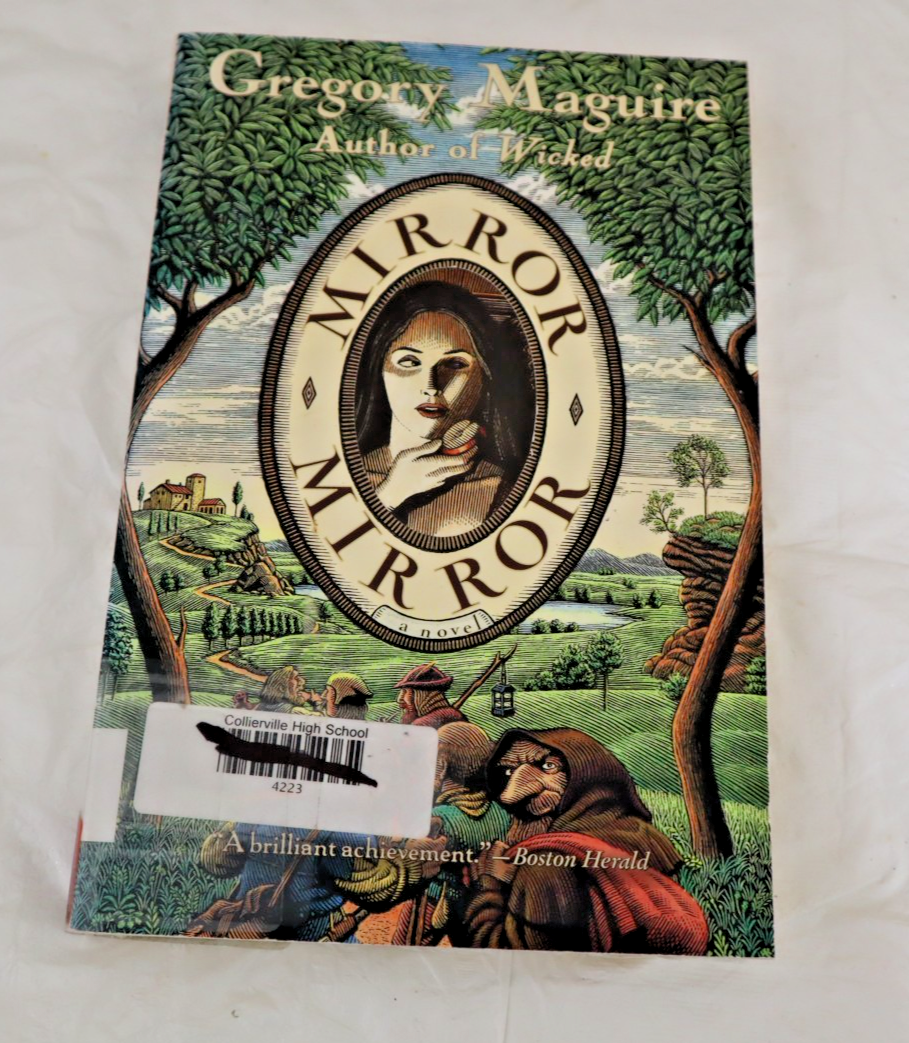 Gregory Maguire
Author of Wicked
MIRROR
MIRROR
a novel
Collierville High School
4223
"A brilliant achievement."—Boston Herald